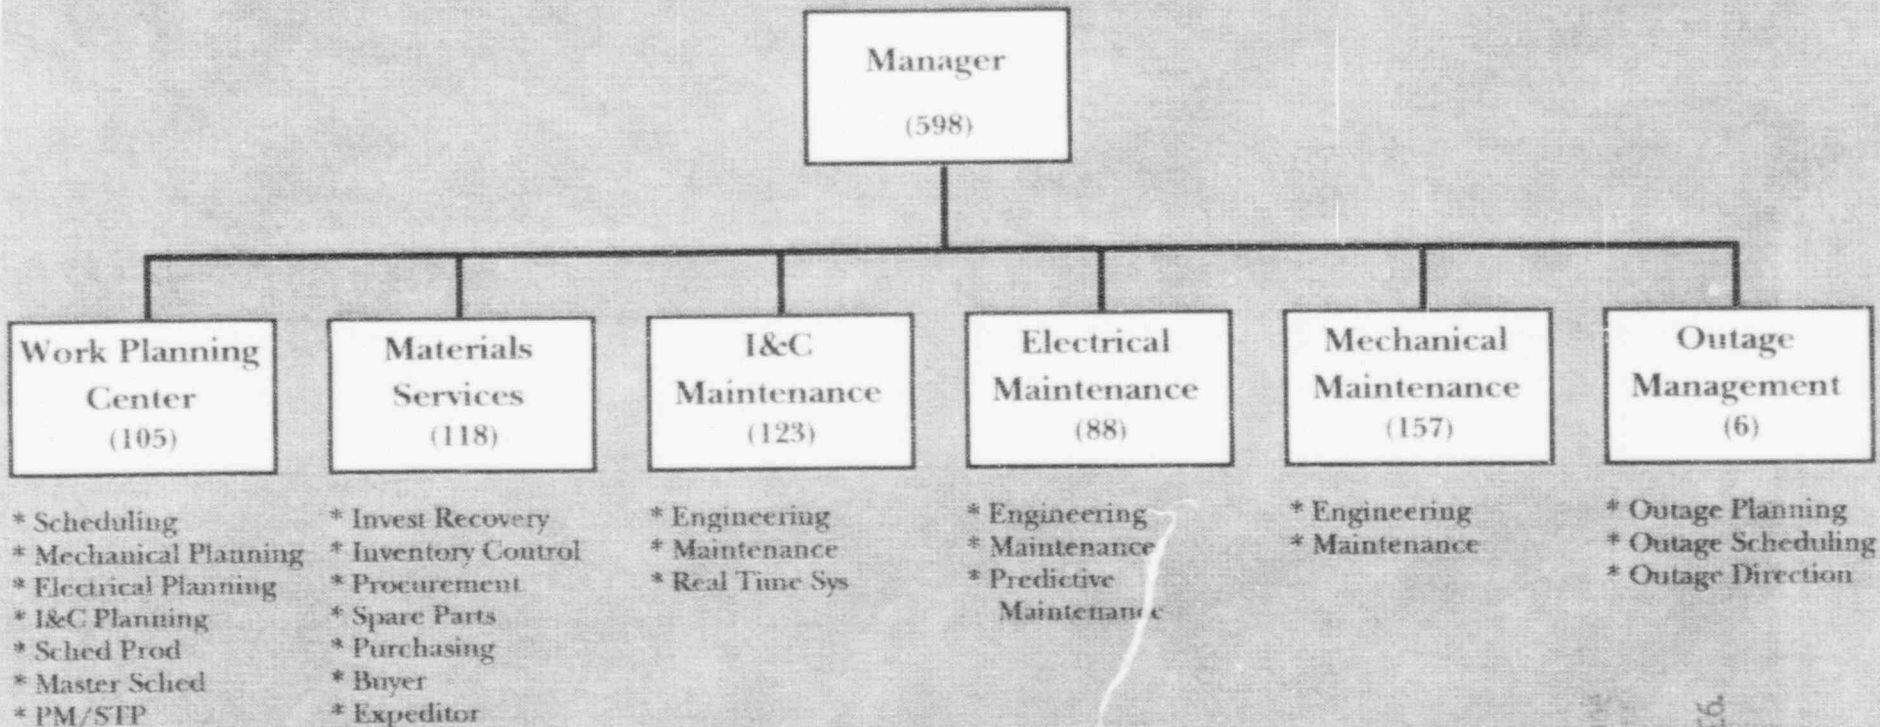 Manager
(598)
Work Planning
Center
(105)
Materials
Services
(118)
I&C
Maintenance
(123)
Electrical
Maintenance
(88)
Mechanical
Maintenance
(157)
Outage
Management
(6)
* Scheduling
* Mechanical Planning
* Electrical Planning
* I&C Planning
* Sched Prod
* Master Sched
* PM/STP
* Invest Recovery
* Inventory Control
* Procurement
* Spare Parts
* Purchasing
* Buyer
* Expeditor
* Engineering
* Maintenance
* Real Time Sys
* Engineering
* Maintenance
* Predictive
Maintenance
* Engineering
* Maintenance
* Outage Planning
* Outage Scheduling
* Outage Direction